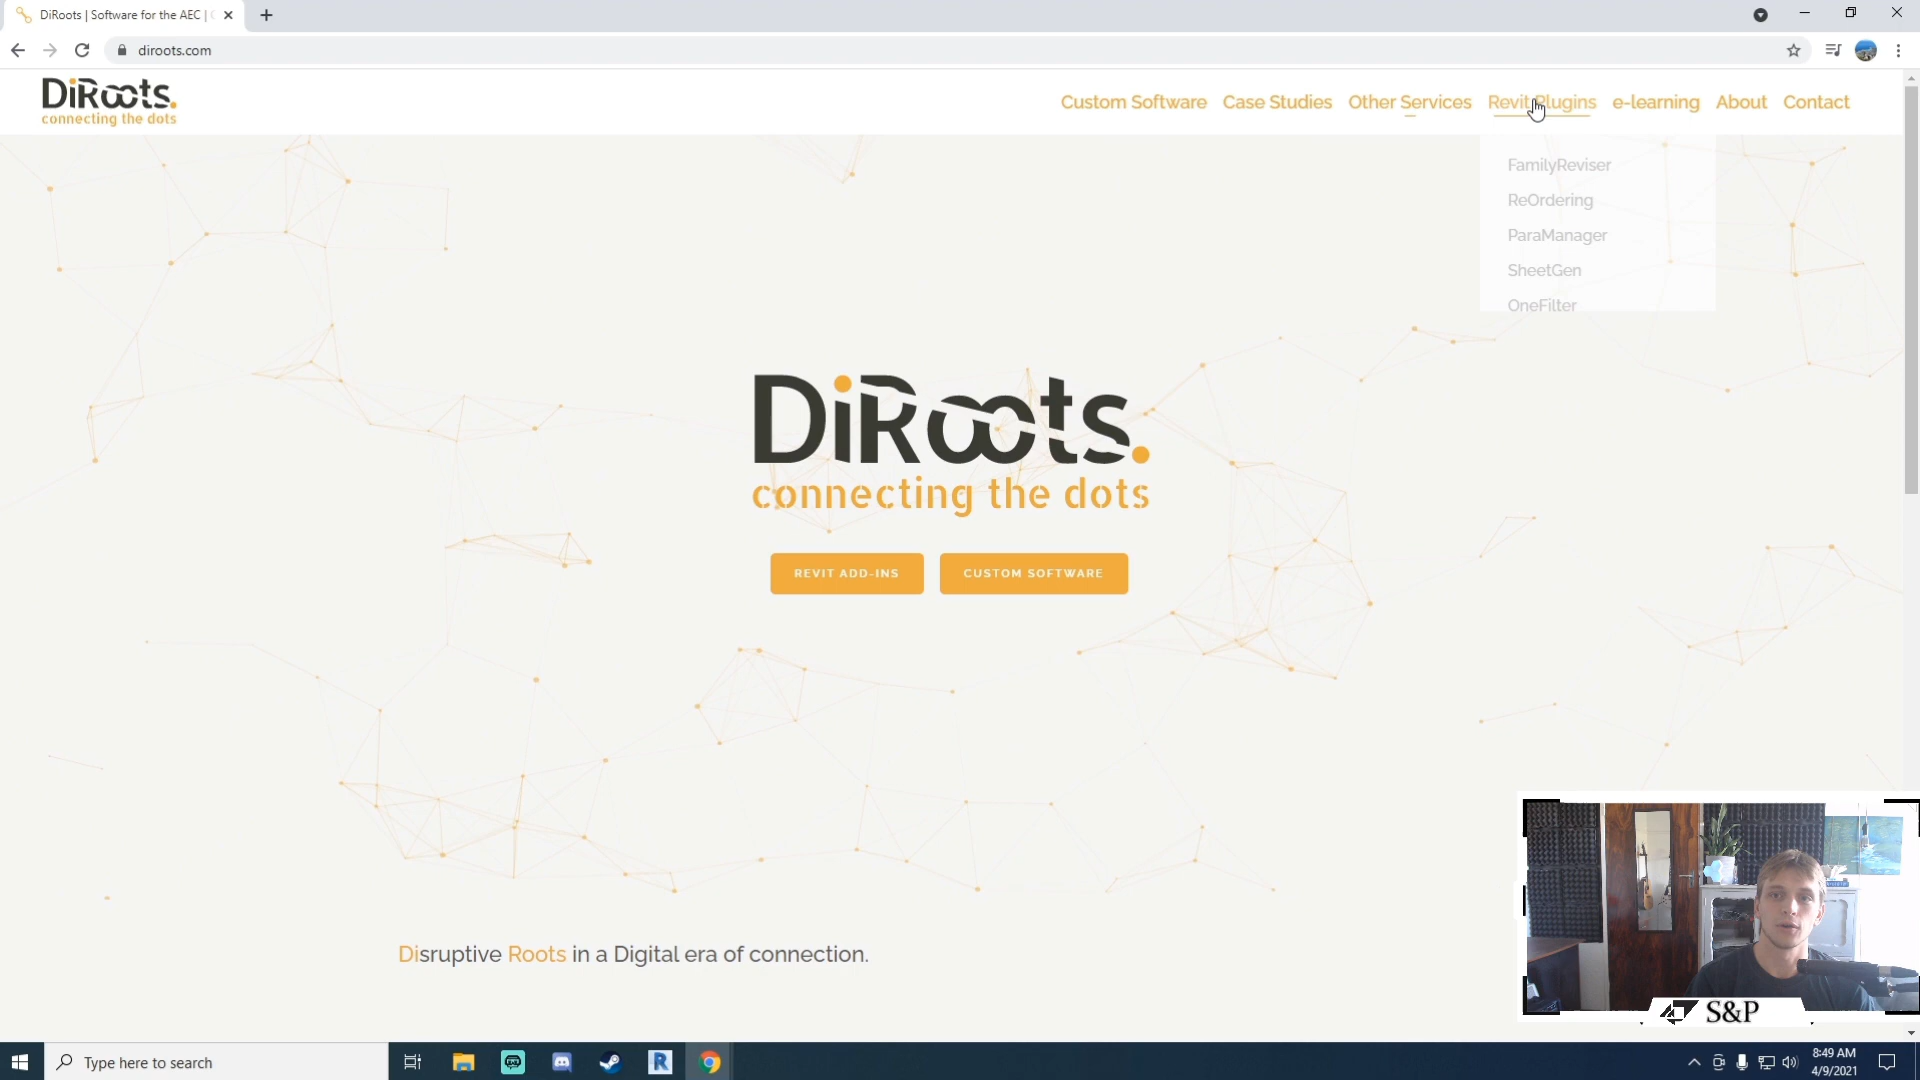 DiRoots | Software for the AEC |
diroots.com
DiRoots.
connecting the dots
Custom Software Case Studies Other Services Revit Plugins e-learning About Contact
FamilyReviser
ReOrdering
ParaManager
SheetGen
OneFilter
DiRoots.
connecting the dots
REVIT ADD-INS CUSTOM SOFTWARE
Disruptive Roots in a Digital era of connection.
S&P
Type here to search
8:49 AM
4/9/2021